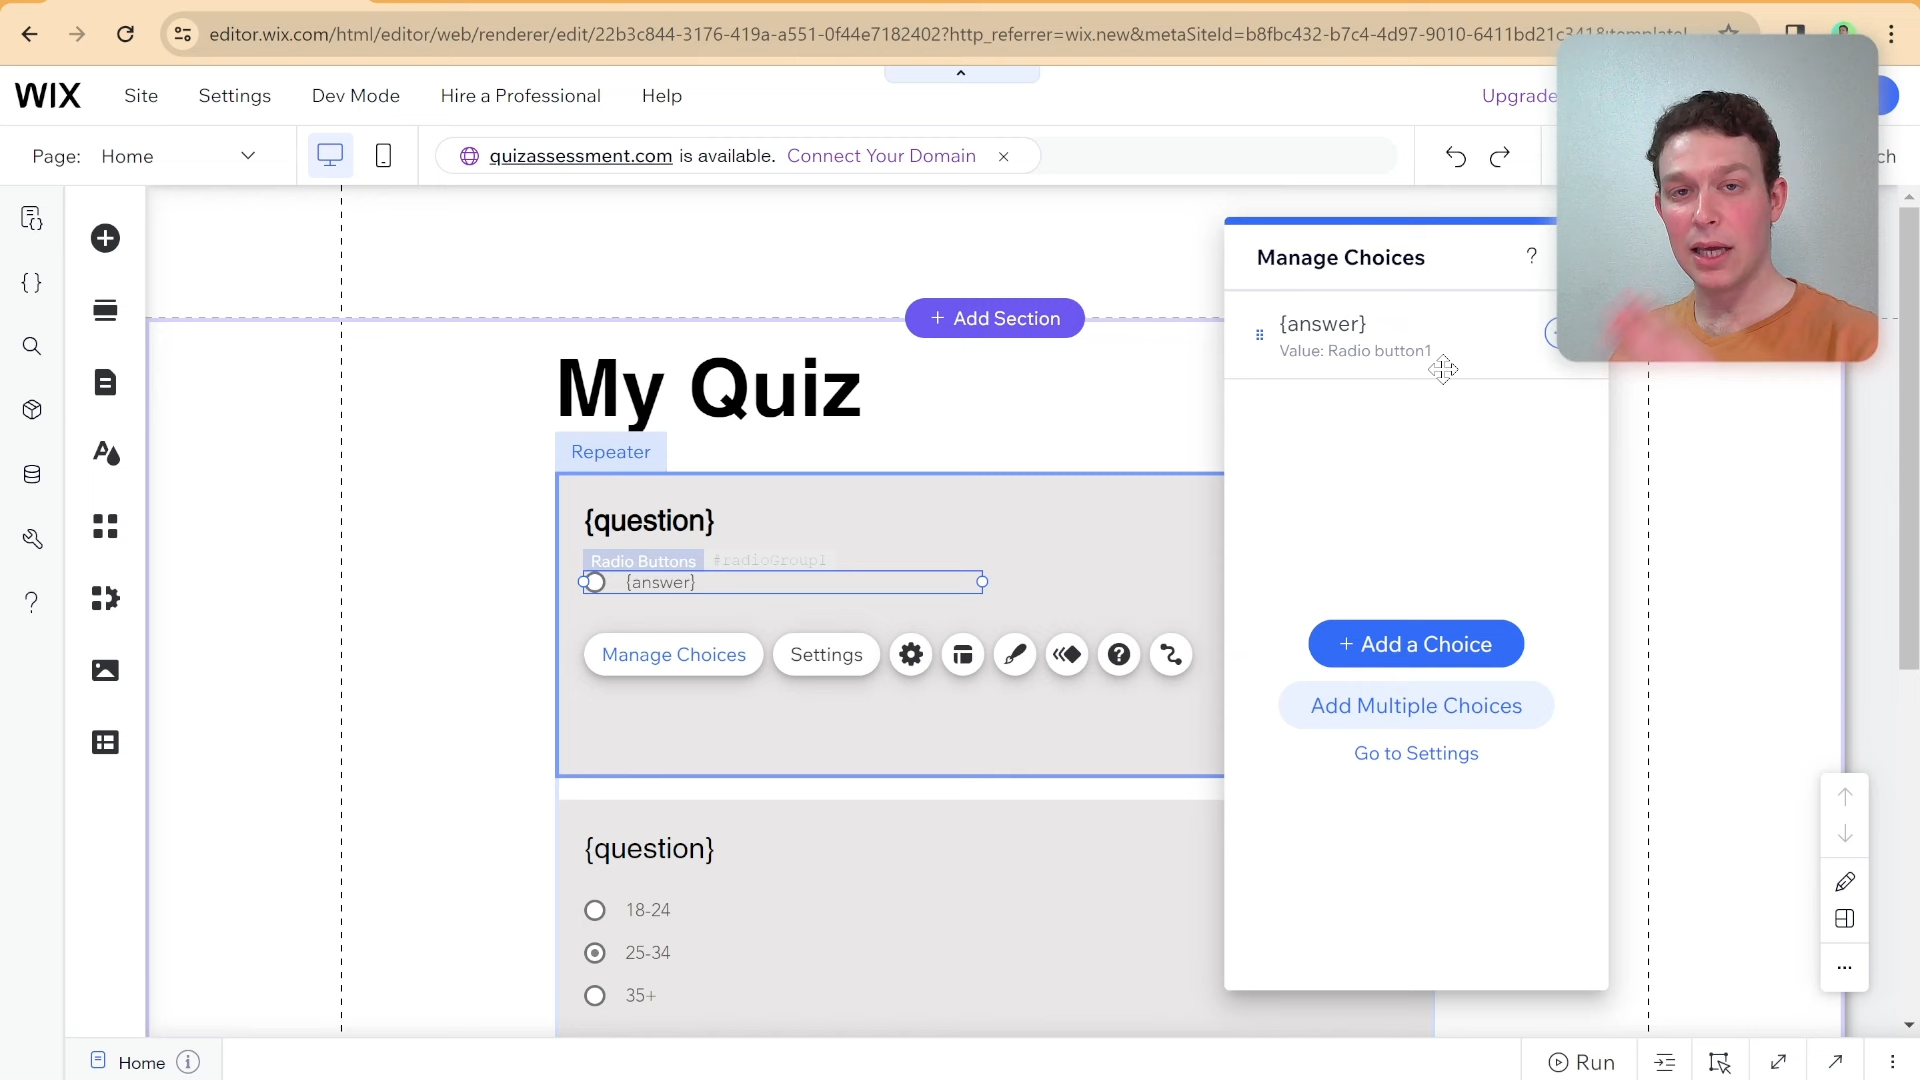 editor.wix.com/html/editor/web/renderer/edit/22b3c844-3176-419a-a551-0f44e7182402?http_referrer=wix.new&metaSiteId=b8fbc432-b7c4-4d97-9010-6411bd21c341&templateI
WIX Site Settings Dev Mode Hire a Professional Help Upgrade
Page: Home quizassessment.com is available. Connect Your Domain
+ Add Section
My Quiz
Repeater
{question}
Radio Buttons #radioGroup1
{answer}
Manage Choices Settings
{question}
18-24
25-34
35+
Manage Choices ?
{answer}
Value: Radio button1
+ Add a Choice
Add Multiple Choices
Go to Settings
Home
Run